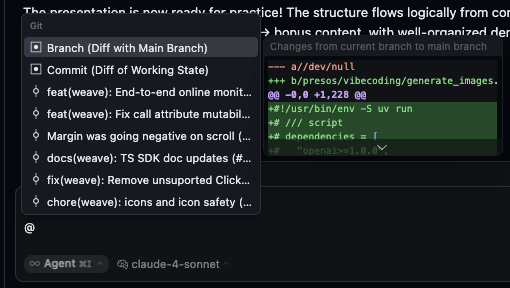 The presentation is now ready for practice! The structure flows logically from con
→ bonus content, with well-organized den
Git
Branch (Diff with Main Branch)
Commit (Diff of Working State)
feat(weave): End-to-end online monit...
feat(weave): Fix call attribute mutabil...
Margin was going negative on scroll (...
docs(weave): TS SDK doc updates (#...
fix(weave): Remove unsuported Click...
chore(weave): icons and icon safety (...
Changes from current branch to main branch
--- a//dev/null
+++ b/presos/vibecoding/generate_images.
@@ -0,0 +1,228 @@
+#!/usr/bin/env -S uv run
+# /// script
+# dependencies = [
+# "openai>=1.0.0",
@
∞ Agent ⌘I
claude-4-sonnet